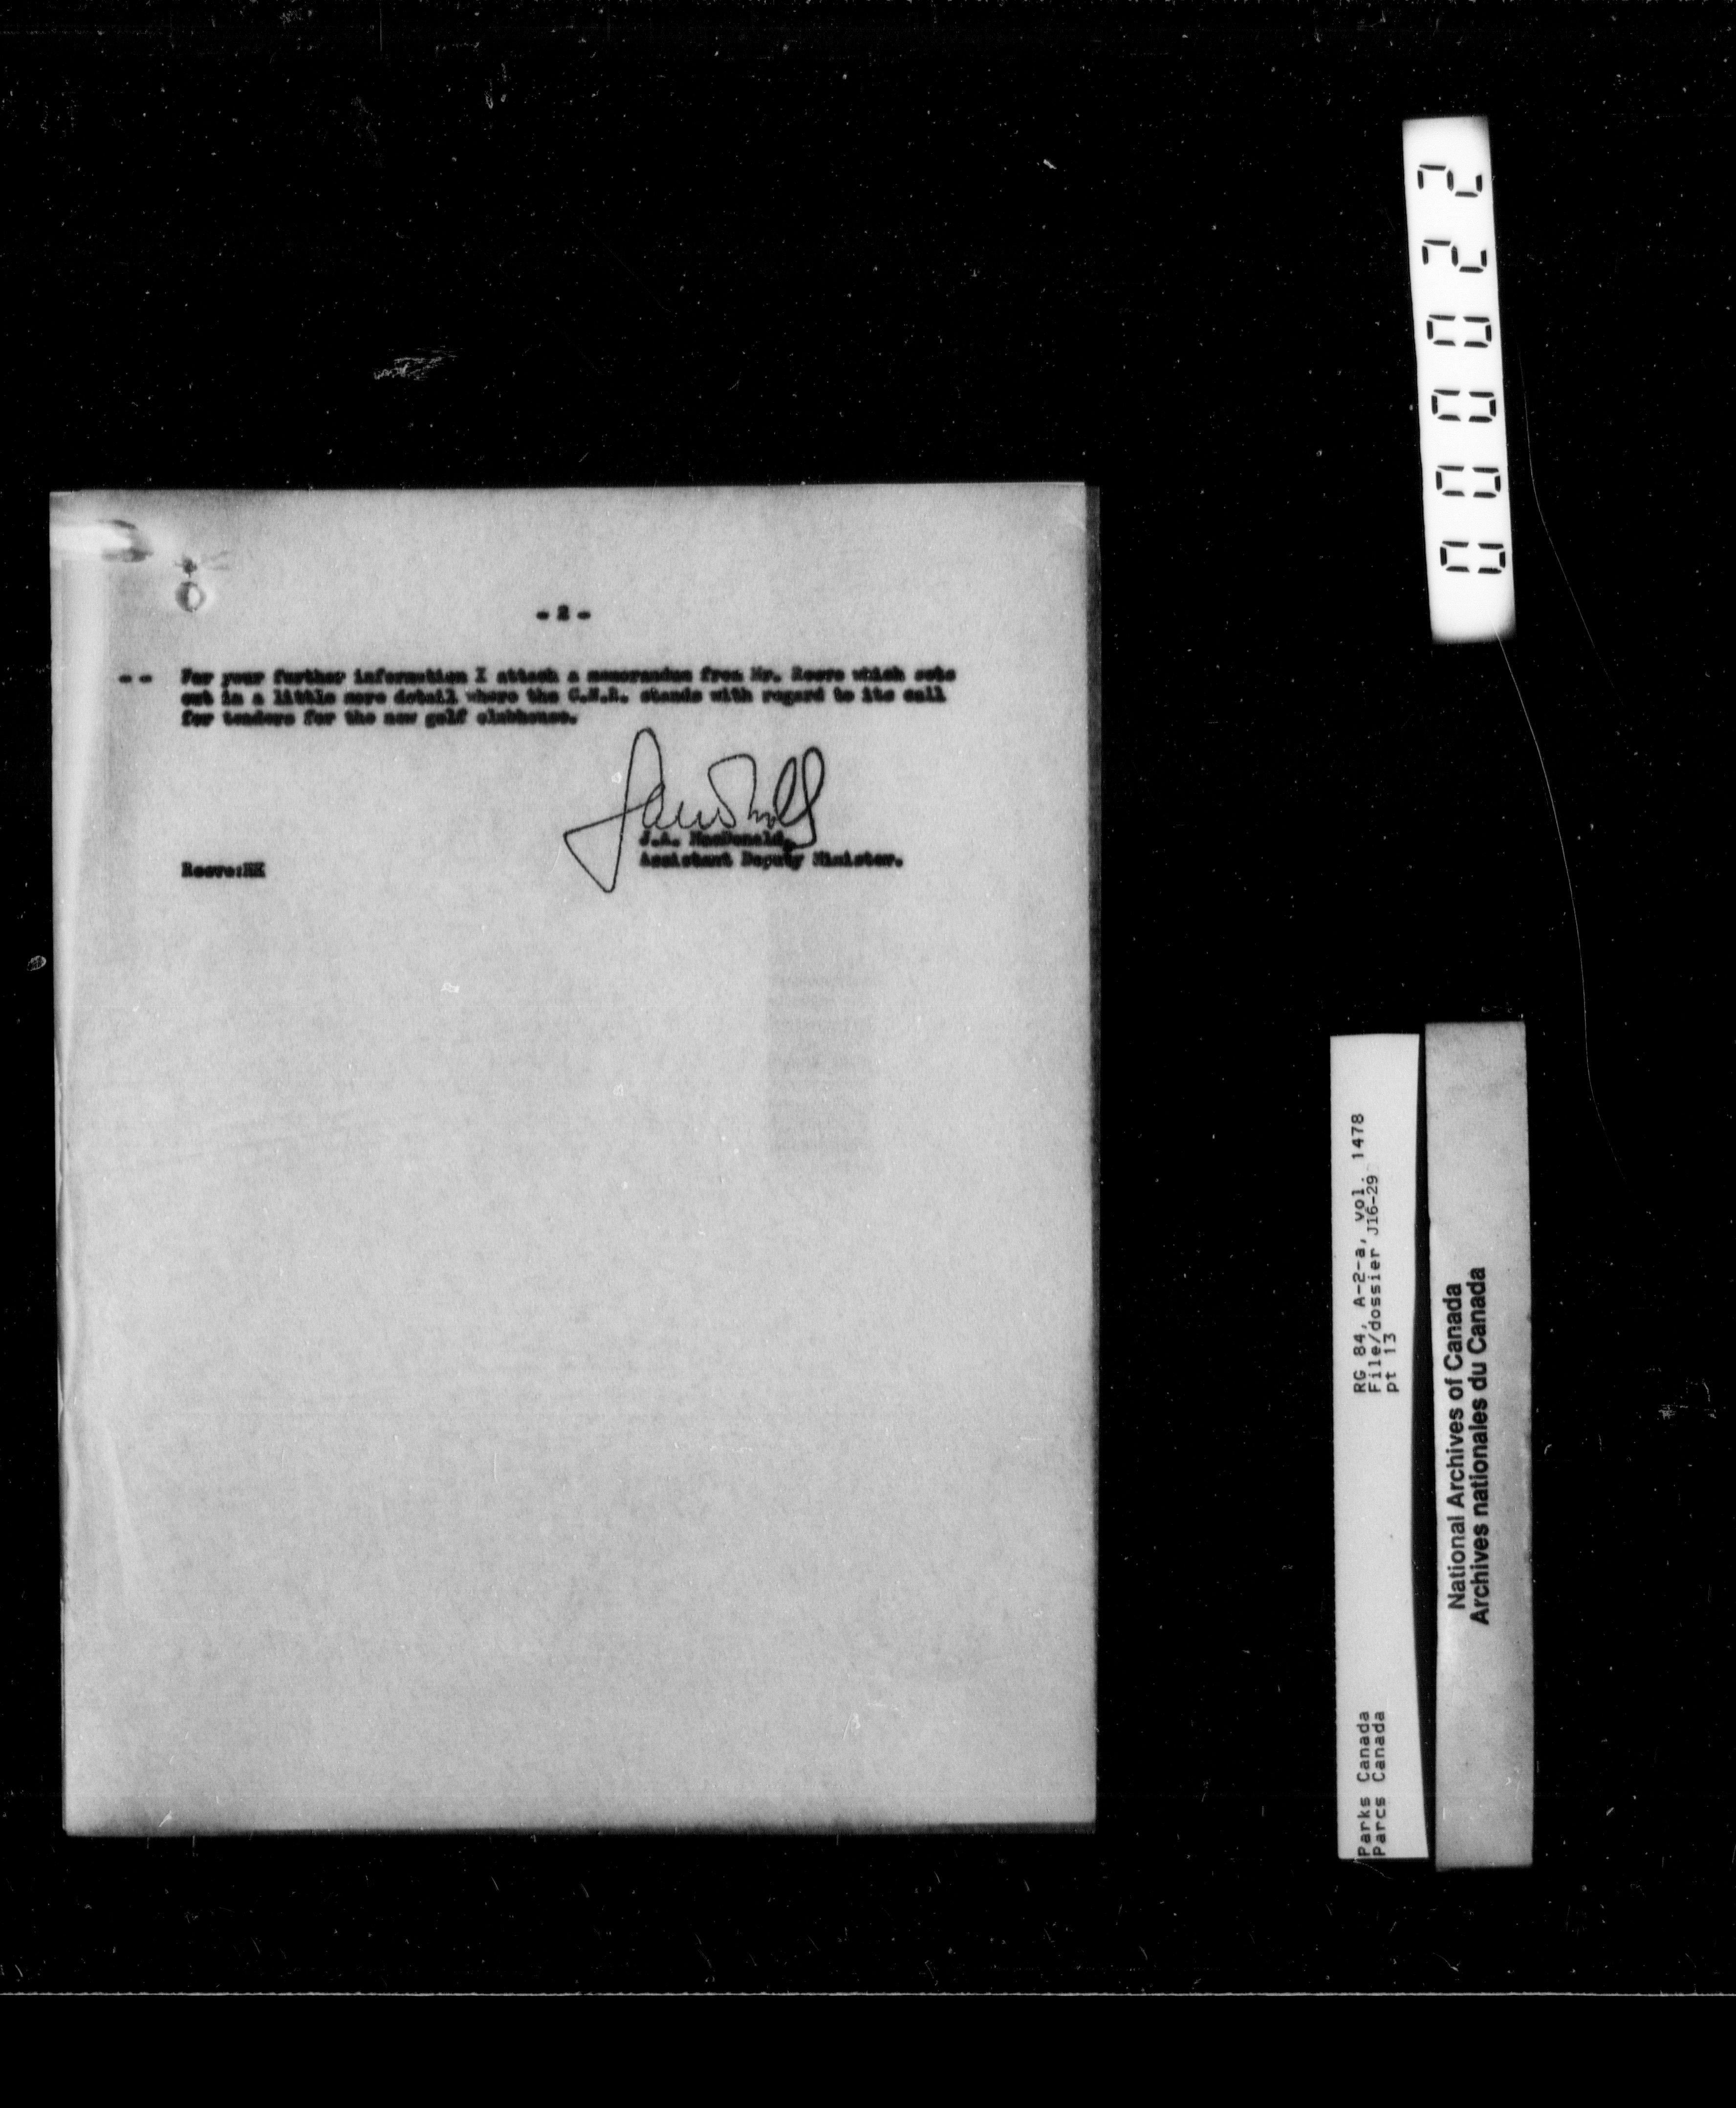 - 2 -
-- For your further information I attach a memorandum from Mr. Reeve which sets
out in a little more detail where the C.N.R. stands with regard to its call
for tenders for the new golf clubhouse.
J.A. MacDonald,
Assistant Deputy Minister.
Reeve:HK
000022
RG 84, A-2-a, vol. 1478
File/dossier J16-29
pt 13
Parks Canada
Parcs Canada
National Archives of Canada
Archives nationales du Canada